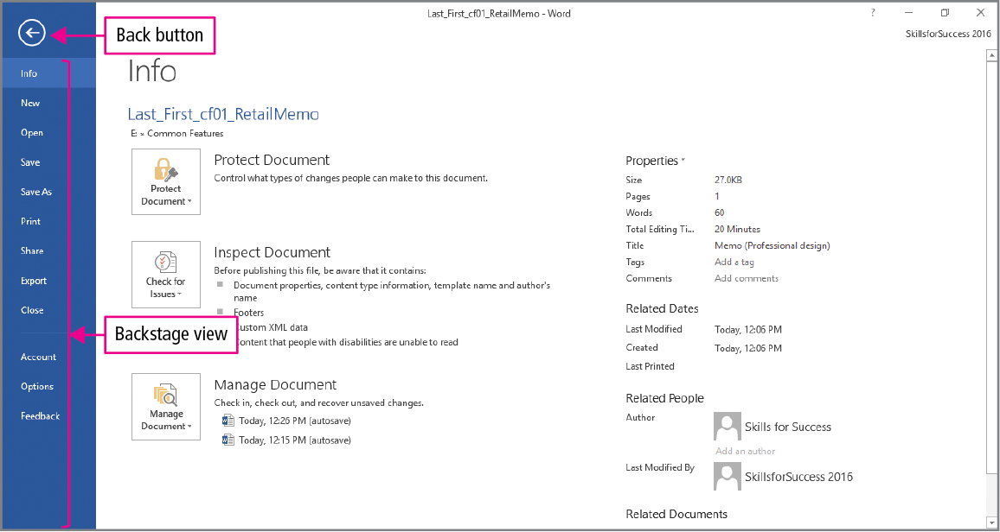 Last_First_cf01_RetailMemo - Word
?
SkillsforSuccess 2016
Back button
Info
New
Open
Save
Save As
Print
Share
Export
Close
Backstage view
Account
Options
Feedback
Info
Last_First_cf01_RetailMemo
E: » Common Features
Protect
Document
Protect Document
Control what types of changes people can make to this document.
Check for
Issues
Inspect Document
Before publishing this file, be aware that it contains:
Document properties, content type information, template name and author's
name
Footers
ustom XML data
ontent that people with disabilities are unable to read
Manage
Document
Manage Document
Check in, check out, and recover unsaved changes.
Today, 12:26 PM (autosave)
Today, 12:15 PM (autosave)
Properties
Size 27.0KB
Pages 1
Words 60
Total Editing Ti... 20 Minutes
Title Memo (Professional design)
Tags Add a tag
Comments Add comments
Related Dates
Last Modified Today, 12:06 PM
Created Today, 12:06 PM
Last Printed
Related People
Author Skills for Success
Add an author
Last Modified By SkillsforSuccess 2016
Related Documents